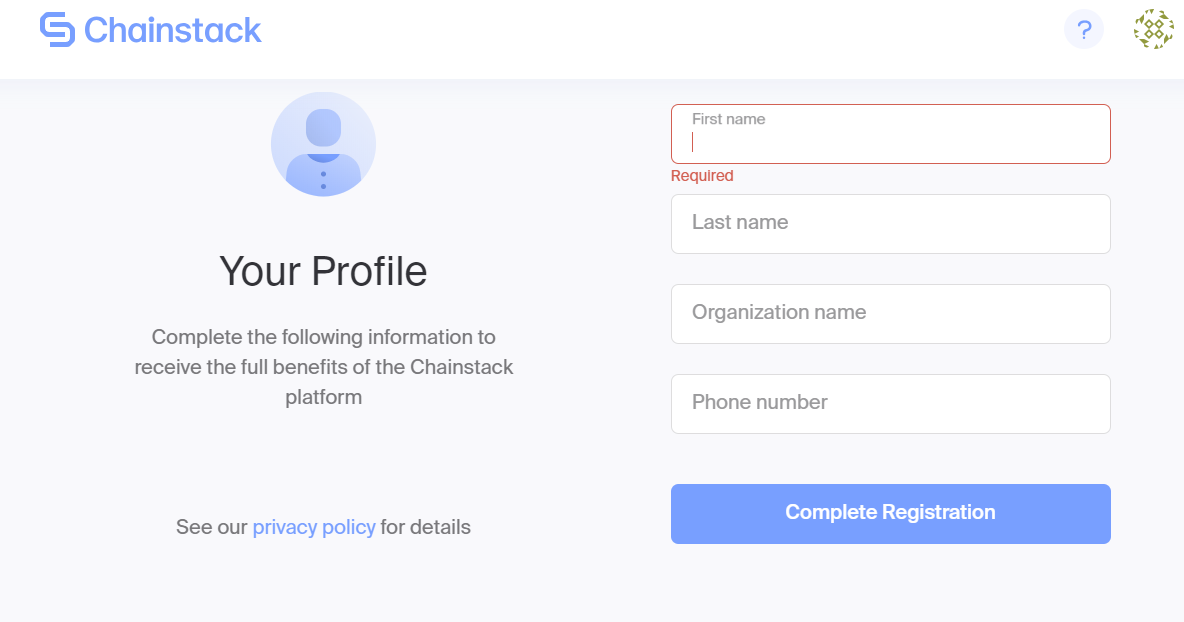 Chainstack
?
Your Profile
Complete the following information to
receive the full benefits of the Chainstack
platform
See our privacy policy for details
First name
Required
Last name
Organization name
Phone number
Complete Registration